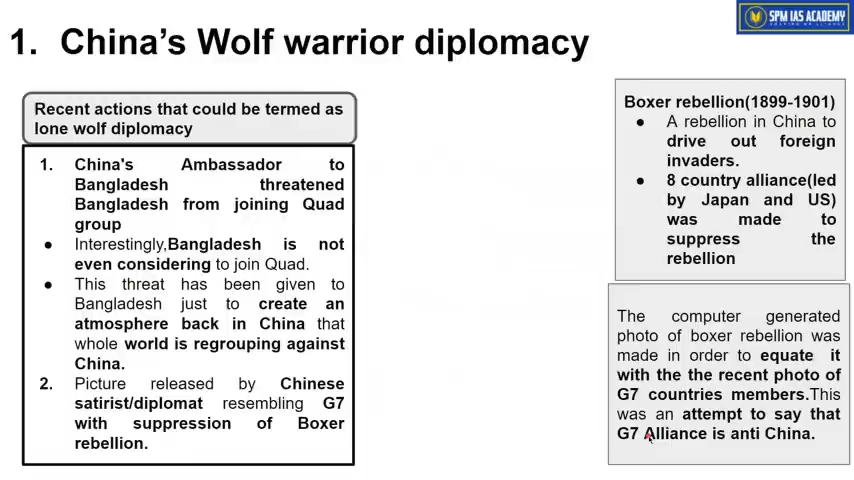 SPM IAS ACADEMY
1. China's Wolf warrior diplomacy
Recent actions that could be termed as
lone wolf diplomacy
1. China's Ambassador to
Bangladesh threatened
Bangladesh from joining Quad
group
● Interestingly,Bangladesh is not
even considering to join Quad.
● This threat has been given to
Bangladesh just to create an
atmosphere back in China that
whole world is regrouping against
China.
2. Picture released by Chinese
satirist/diplomat resembling G7
with suppression of Boxer
rebellion.
Boxer rebellion(1899-1901)
● A rebellion in China to
drive out foreign
invaders.
● 8 country alliance(led
by Japan and US)
was made to
suppress the
rebellion
The computer generated
photo of boxer rebellion was
made in order to equate it
with the the recent photo of
G7 countries members.This
was an attempt to say that
G7 Alliance is anti China.